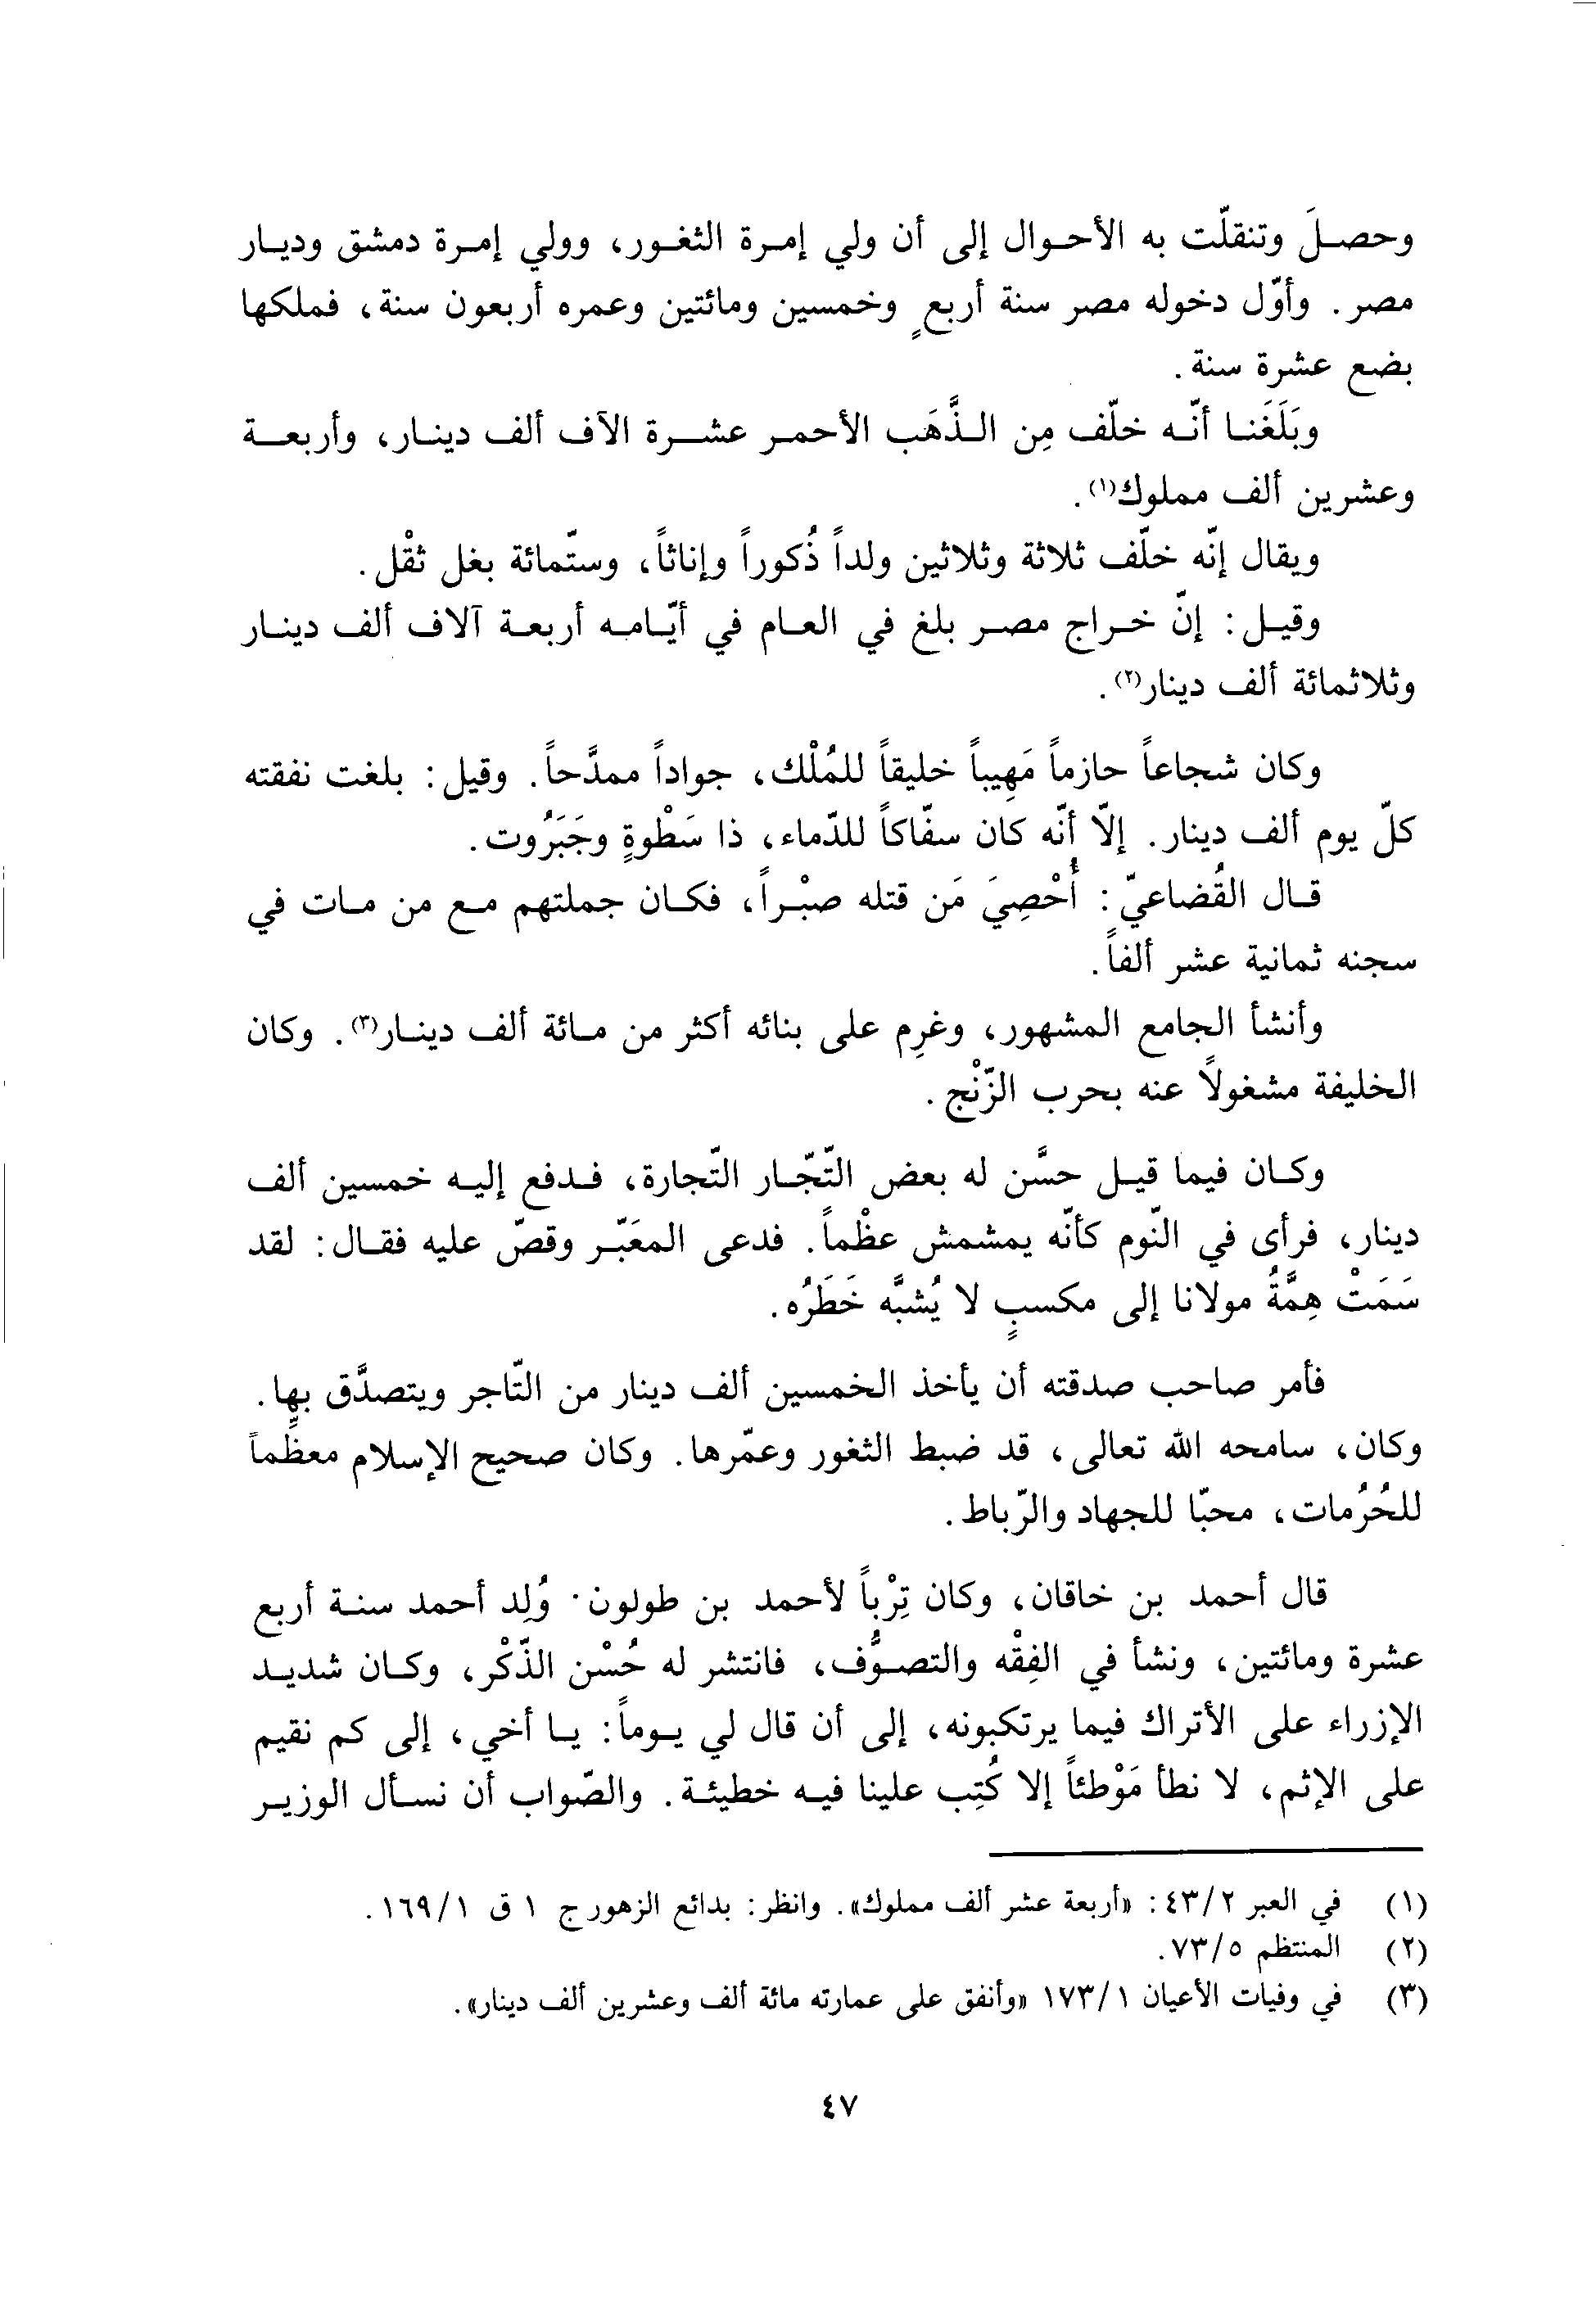 وحصلَ وتنقلّت به الأحوال إلى أن ولي إمرة الثغور، وولي إمرة دمشق وديار
مصر. وأوّل دخوله مصر سنة أربعٍ وخمسين ومائتين وعمره أربعون سنة، فملكها
بضع عشرة سنة.
وبَلَغَنا أنّه خلّف مِن الذَّهَب الأحمر عشرة الآف ألف دينار، وأربعة
وعشرين ألف مملوك(١).
ويقال إنّه خلّف ثلاثة وثلاثين ولداً ذُكوراً وإناثاً، وستّمائة بغل ثقْل.
وقيل: إنّ خراج مصر بلغ في العام في أيّامه أربعة آلاف ألف دينار
وثلاثمائة ألف دينار(٢).
وكان شجاعاً حازماً مَهِيباً خليقاً للمُلْك، جواداً ممدَّحاً. وقيل: بلغت نفقته
كلّ يوم ألف دينار. إلّا أنّه كان سفّاكاً للدّماء، ذا سَطْوةٍ وجَبَرُوت.
قال القُضاعيّ: أُحْصِيَ مَن قتله صبْراً، فكان جملتهم مع من مات في
سجنه ثمانية عشر ألفاً.
وأنشأ الجامع المشهور، وغرِم على بنائه أكثر من مائة ألف دينار(٣). وكان
الخليفة مشغولاً عنه بحرب الزّنْج.
وكان فيما قيل حسَّن له بعض التّجّار التّجارة، فدفع إليه خمسين ألف
دينار، فرأى في النّوم كأنّه يمشمش عظْماً. فدعى المعَبّر وقصّ عليه فقال: لقد
سَمَتْ هِمَّةُ مولانا إلى مكسبٍ لا يُشبَّه خَطَرُه.
فأمر صاحب صدقته أن يأخذ الخمسين ألف دينار من التّاجر ويتصدَّق بها.
وكان، سامحه الله تعالى، قد ضبط الثغور وعمّرها. وكان صحيح الإسلام معظِّماً
للحُرُمات، محبّا للجهاد والرّباط.
قال أحمد بن خاقان، وكان تِرْباً لأحمد بن طولون· وُلِد أحمد سنة أربع
عشرة ومائتين، ونشأ في الفِقْه والتصوُّف، فانتشر له حُسْن الذّكْر، وكان شديد
الإزراء على الأتراك فيما يرتكبونه، إلى أن قال لي يوماً: يا أخي، إلى كم نقيم
على الإثم، لا نطأ مَوْطئاً إلا كُتِب علينا فيه خطيئة. والصّواب أن نسأل الوزير
(١) في العبر ٤٣/٢: «أربعة عشر ألف مملوك». وانظر: بدائع الزهور ج ١ ق ١٦٩/١.
(٢) المنتظم ٧٣/٥.
(٣) في وفيات الأعيان ١٧٣/١ «وأنفق على عمارته مائة ألف وعشرين ألف دينار».
٤٧